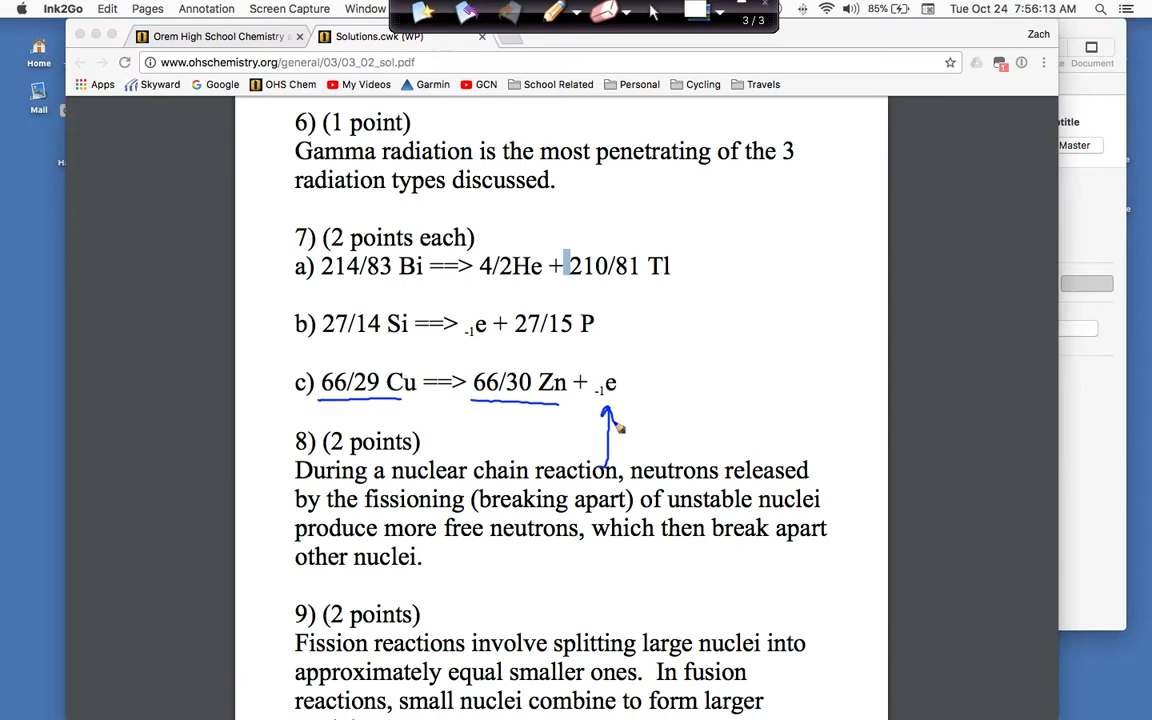 Ink2Go Edit Pages Annotation Screen Capture Window 85% Tue Oct 24 7:56:13 AM
3 / 3
Orem High School Chemistry a × Solutions.cwk (WP) × Zach
www.ohschemistry.org/general/03/03_02_sol.pdf
Apps Skyward Google OHS Chem My Videos Garmin GCN School Related Personal Cycling Travels
Home
Mail
Document
Master
6) (1 point)
Gamma radiation is the most penetrating of the 3
radiation types discussed.
7) (2 points each)
a) 214/83 Bi ==> 4/2He + 210/81 Tl
b) 27/14 Si ==> -1e + 27/15 P
c) 66/29 Cu ==> 66/30 Zn + -1e
8) (2 points)
During a nuclear chain reaction, neutrons released
by the fissioning (breaking apart) of unstable nuclei
produce more free neutrons, which then break apart
other nuclei.
9) (2 points)
Fission reactions involve splitting large nuclei into
approximately equal smaller ones. In fusion
reactions, small nuclei combine to form larger